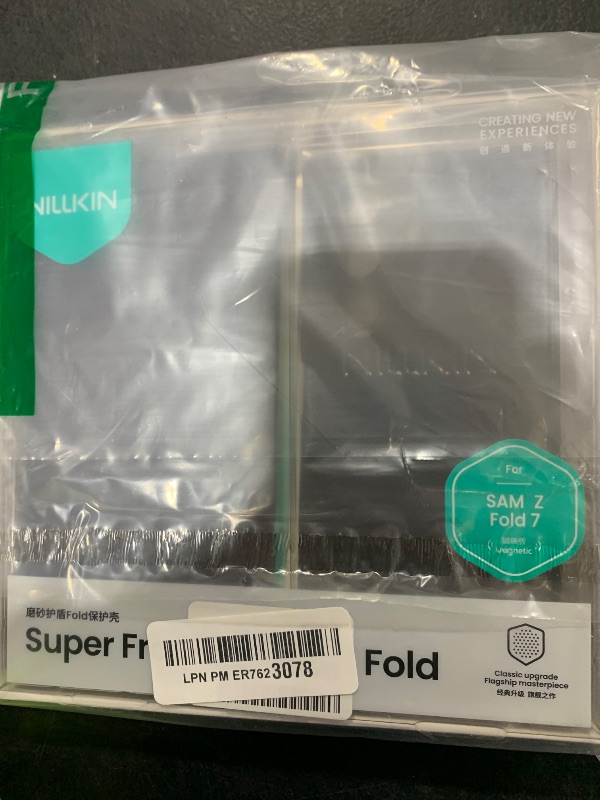 F
NILLKIN
CREATING NEW
EXPERIENCES
创 造 新 体 验
For
SAM Z
Fold 7
Magnetic
磨砂护盾Fold保护壳
Super Fr
Fold
LPN PM ER7623078
Classic upgrade
Flagship masterpiece
经典升级 旗舰之作